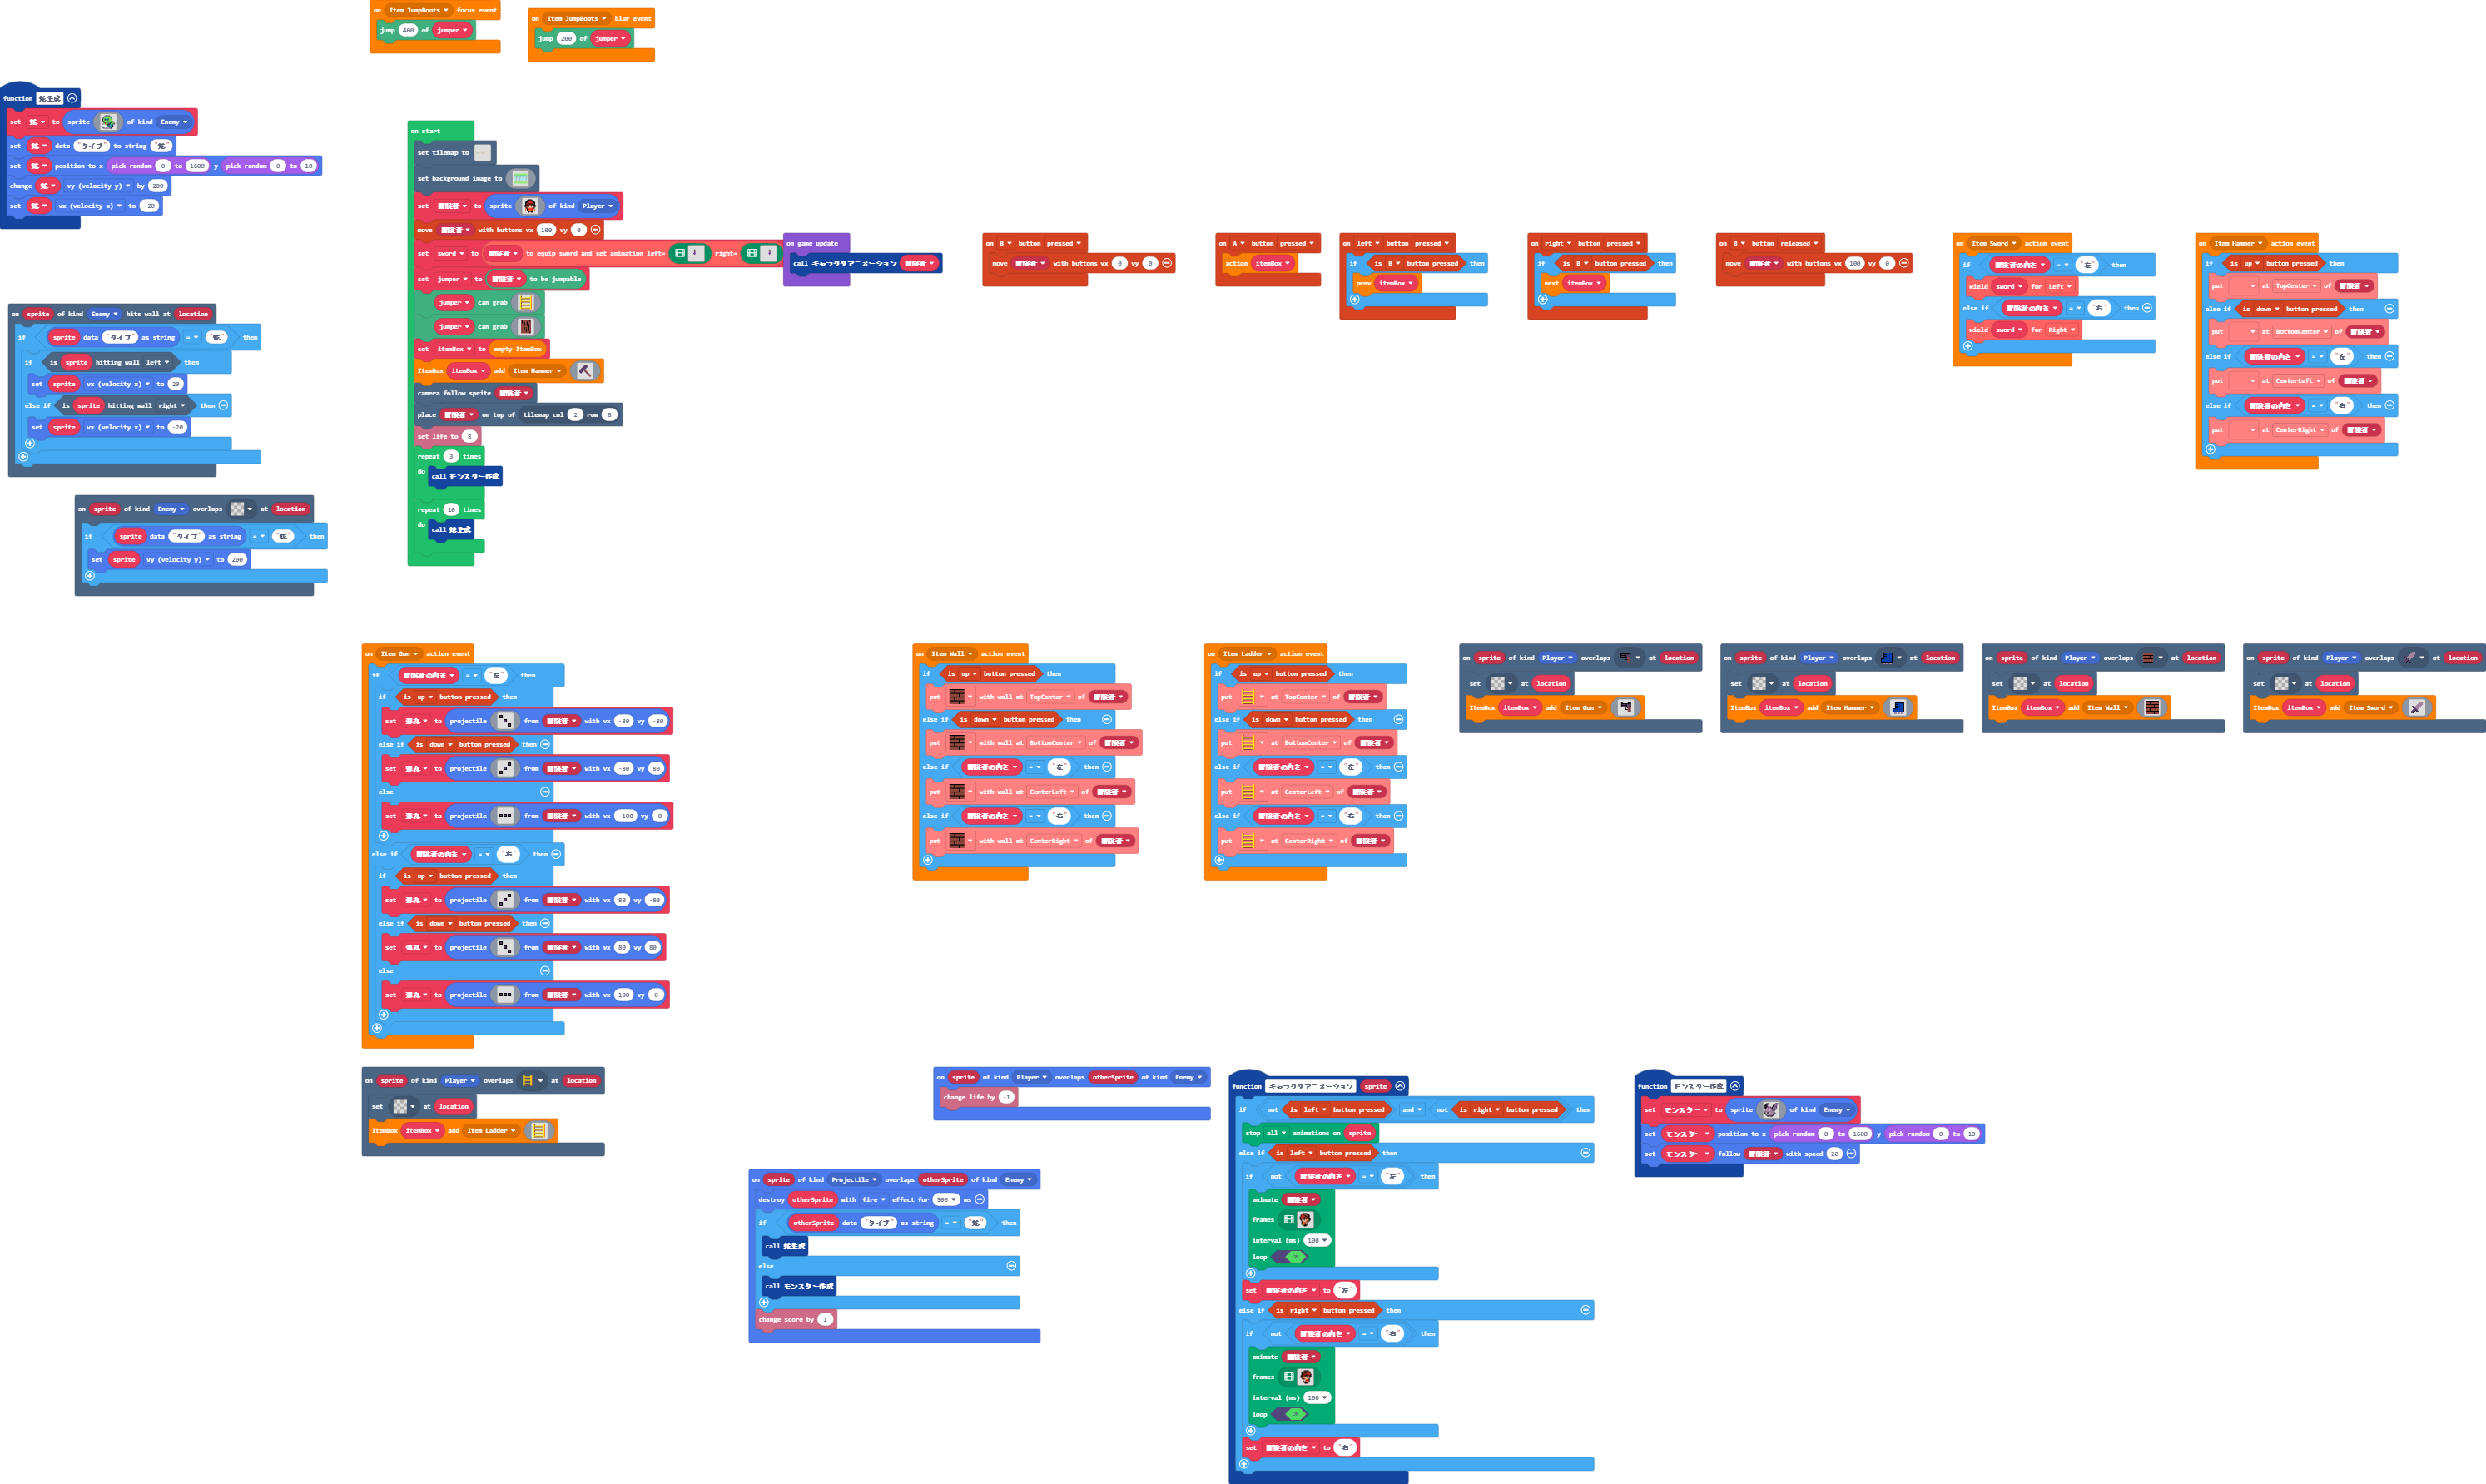 on Item JumpBoots focus event
jump 400 of jumper
on Item JumpBoots blur event
jump 200 of jumper
function 蛇生成
set 蛇 to sprite of kind Enemy
set 蛇 data "タイプ" to string "蛇"
set 蛇 position to x pick random 0 to 1600 y pick random 0 to 10
change 蛇 vy (velocity y) by 200
set 蛇 vx (velocity x) to -20
on sprite of kind Enemy hits wall at location
if sprite data "タイプ" as string = "蛇" then
if is sprite hitting wall left then
set sprite vx (velocity x) to 20
else if is sprite hitting wall right then
set sprite vx (velocity x) to -20
on sprite of kind Enemy overlaps at location
if sprite data "タイプ" as string = "蛇" then
set sprite vy (velocity y) to 200
on start
set tilemap to
set background image to
set 冒険者 to sprite of kind Player
move 冒険者 with buttons vx 100 vy 0
set sword to 冒険者 to equip sword and set animation left= right=
set jumper to 冒険者 to be jumpable
jumper can grab
jumper can grab
set itemBox to empty ItemBox
ItemBox itemBox add Item Hammer
camera follow sprite 冒険者
place 冒険者 on top of tilemap col 2 row 8
set life to 8
repeat 3 times
do call モンスター作成
repeat 10 times
do call 蛇生成
on game update
call キャラクタアニメーション 冒険者
on B button pressed
move 冒険者 with buttons vx 0 vy 0
on A button pressed
action itemBox
on left button pressed
if is B button pressed then
prev itemBox
on right button pressed
if is B button pressed then
next itemBox
on B button released
move 冒険者 with buttons vx 100 vy 0
on Item Sword action event
if 冒険者の向き = "左" then
wield sword for Left
else if 冒険者の向き = "右" then
wield sword for Right
on Item Hammer action event
if is up button pressed then
put at TopCenter of 冒険者
else if is down button pressed then
put at BottomCenter of 冒険者
else if 冒険者の向き = "左" then
put at CenterLeft of 冒険者
else if 冒険者の向き = "右" then
put at CenterRight of 冒険者
on Item Gun action event
if 冒険者の向き = "左" then
if is up button pressed then
set 弾丸 to projectile from 冒険者 with vx -80 vy -80
else if is down button pressed then
set 弾丸 to projectile from 冒険者 with vx -80 vy 80
else
set 弾丸 to projectile from 冒険者 with vx -100 vy 0
else if 冒険者の向き = "右" then
if is up button pressed then
set 弾丸 to projectile from 冒険者 with vx 80 vy -80
else if is down button pressed then
set 弾丸 to projectile from 冒険者 with vx 80 vy 80
else
set 弾丸 to projectile from 冒険者 with vx 100 vy 0
on Item Wall action event
if is up button pressed then
put with wall at TopCenter of 冒険者
else if is down button pressed then
put with wall at BottomCenter of 冒険者
else if 冒険者の向き = "左" then
put with wall at CenterLeft of 冒険者
else if 冒険者の向き = "右" then
put with wall at CenterRight of 冒険者
on Item Ladder action event
if is up button pressed then
put at TopCenter of 冒険者
else if is down button pressed then
put at BottomCenter of 冒険者
else if 冒険者の向き = "左" then
put at CenterLeft of 冒険者
else if 冒険者の向き = "右" then
put at CenterRight of 冒険者
on sprite of kind Player overlaps at location
set at location
ItemBox itemBox add Item Gun
on sprite of kind Player overlaps at location
set at location
ItemBox itemBox add Item Hammer
on sprite of kind Player overlaps at location
set at location
ItemBox itemBox add Item Wall
on sprite of kind Player overlaps at location
set at location
ItemBox itemBox add Item Sword
on sprite of kind Player overlaps at location
set at location
ItemBox itemBox add Item Ladder
on sprite of kind Player overlaps otherSprite of kind Enemy
change life by -1
on sprite of kind Projectile overlaps otherSprite of kind Enemy
destroy otherSprite with fire effect for 500 ms
if otherSprite data "タイプ" as string = "蛇" then
call 蛇生成
else
call モンスター作成
change score by 1
function キャラクタアニメーション sprite
if not is left button pressed and not is right button pressed then
stop all animations on sprite
else if is left button pressed then
if not 冒険者の向き = "左" then
animate 冒険者
frames
interval (ms) 100
loop ON
set 冒険者の向き to "左"
else if is right button pressed then
if not 冒険者の向き = "右" then
animate 冒険者
frames
interval (ms) 100
loop ON
set 冒険者の向き to "右"
function モンスター作成
set モンスター to sprite of kind Enemy
set モンスター position to x pick random 0 to 1600 y pick random 0 to 10
set モンスター follow 冒険者 with speed 20